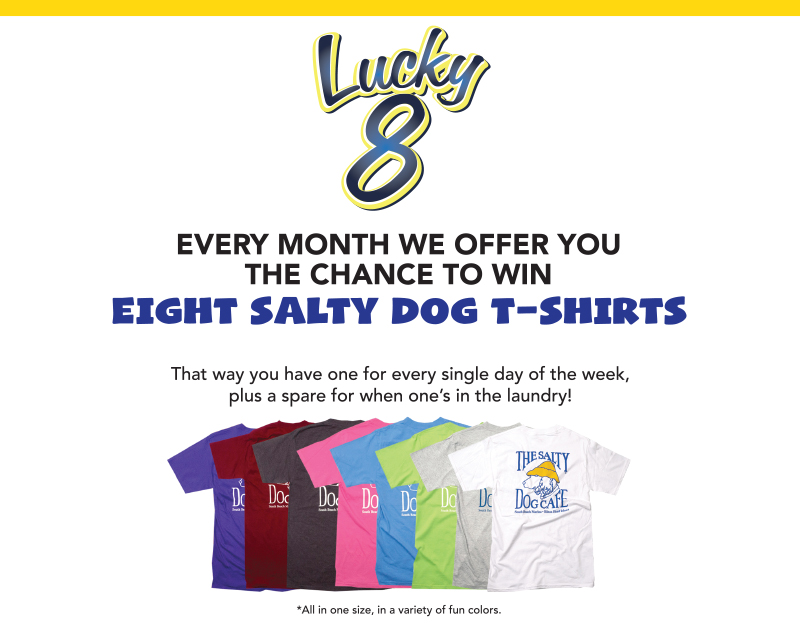 Lucky
8
EVERY MONTH WE OFFER YOU
THE CHANCE TO WIN
EIGHT SALTY DOG T-SHIRTS
That way you have one for every single day of the week,
plus a spare for when one's in the laundry!
THE SALTY
DOG CAFE
*All in one size, in a variety of fun colors.